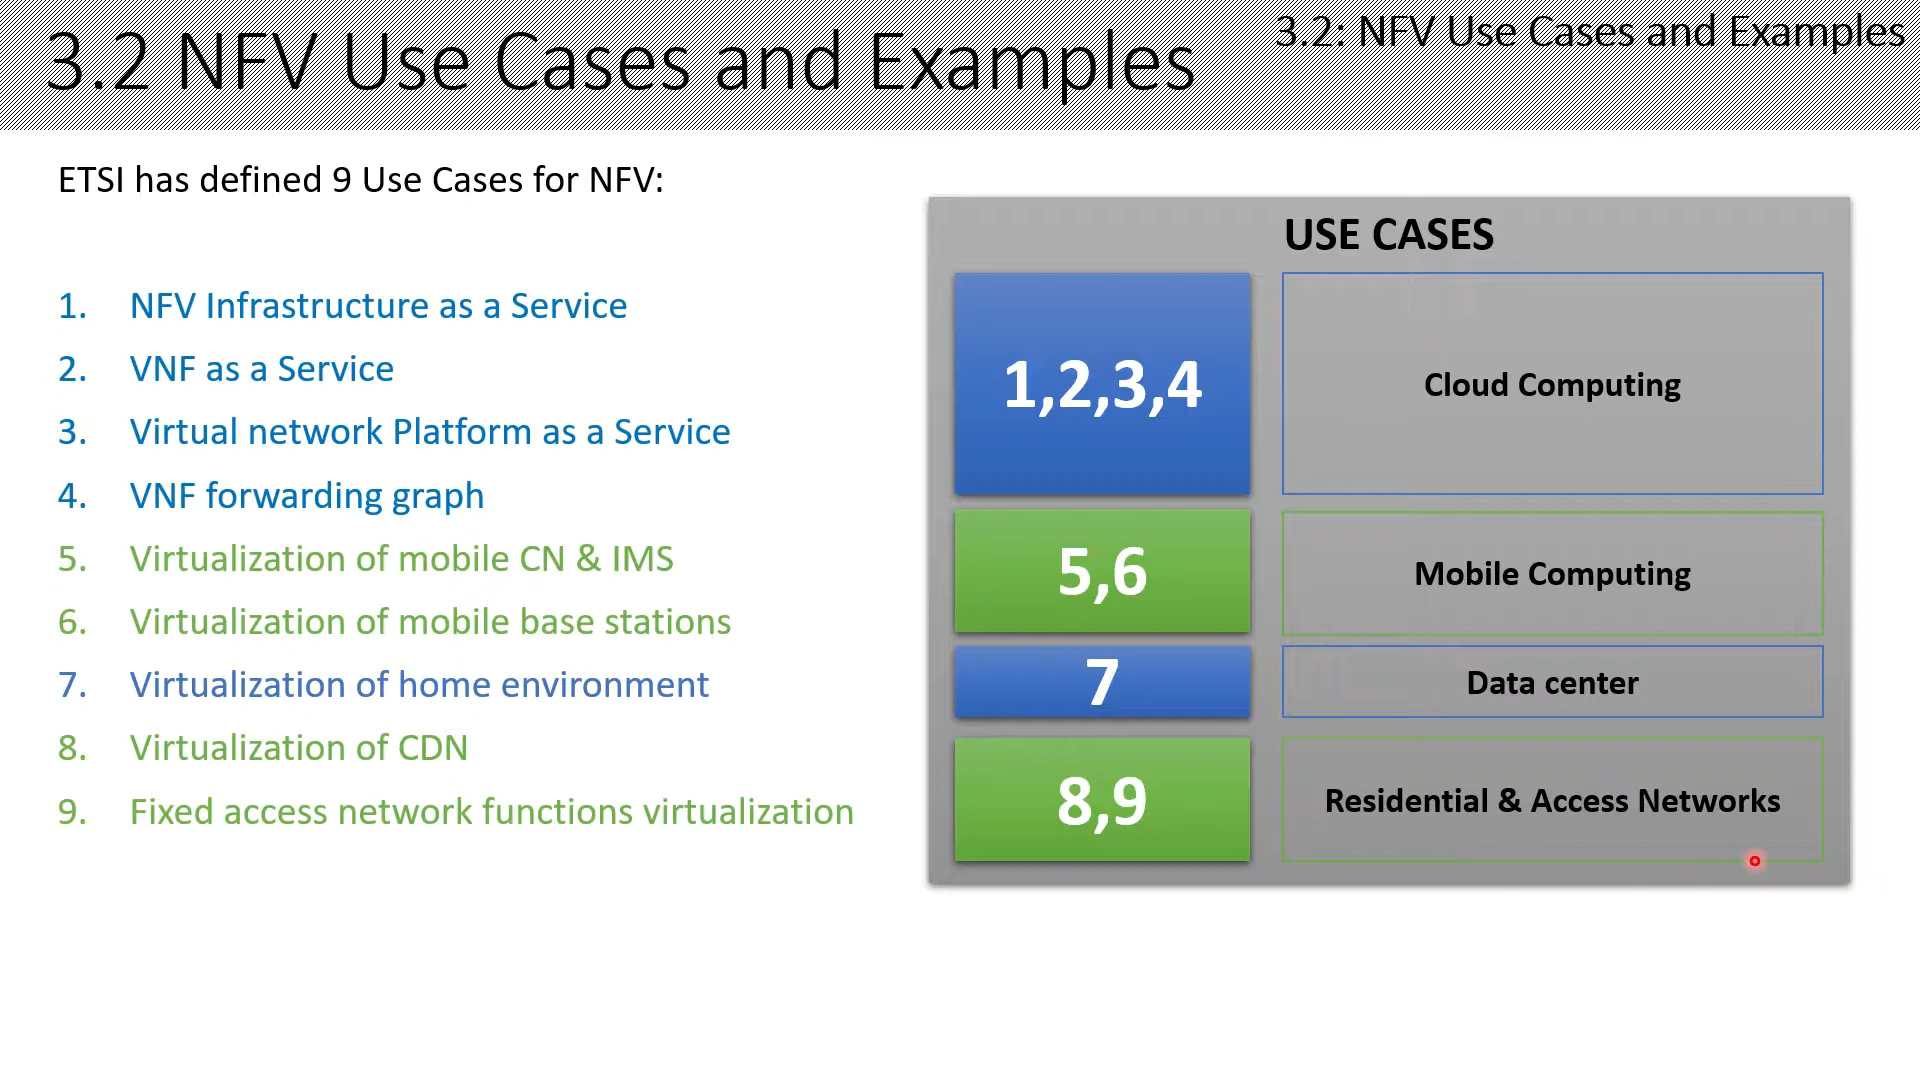 3.2 NFV Use Cases and Examples
3.2: NFV Use Cases and Examples
ETSI has defined 9 Use Cases for NFV:
1. NFV Infrastructure as a Service
2. VNF as a Service
3. Virtual network Platform as a Service
4. VNF forwarding graph
5. Virtualization of mobile CN & IMS
6. Virtualization of mobile base stations
7. Virtualization of home environment
8. Virtualization of CDN
9. Fixed access network functions virtualization
USE CASES
1,2,3,4
Cloud Computing
5,6
Mobile Computing
7
Data center
8,9
Residential & Access Networks